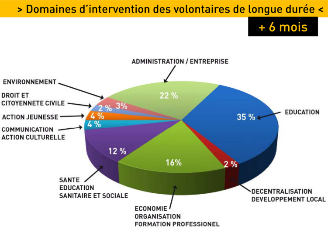 > Domaines d'intervention des volontaires de longue durée <
+ 6 mois
ADMINISTRATION / ENTREPRISE
ENVIRONNEMENT
22 %
3%
DROIT ET
CITOYENNETE CIVILE
2 %
ACTION JEUNESSE
4 %
35 %
EDUCATION
COMMUNICATION
ACTION CULTURELLE
4 %
12 %
16%
2 %
SANTE
EDUCATION
SANITAIRE ET SOCIALE
DECENTRALISATION
DEVELOPPEMENT LOCAL
ECONOMIE
ORGANISATION
FORMATION PROFESSIONEL